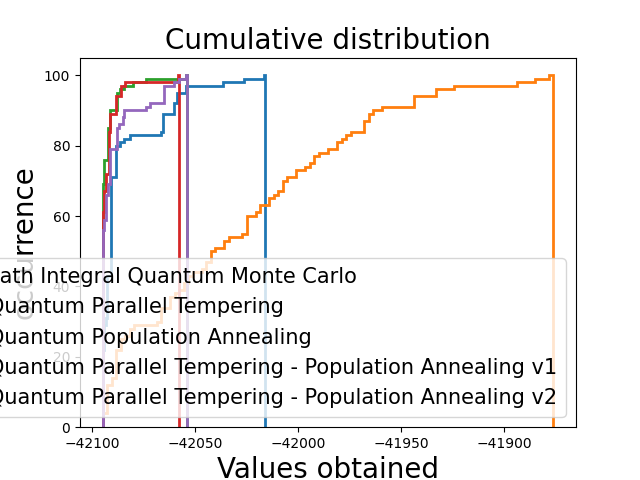 Cumulative distribution
100
80
60
40
20
0
occurrence
ath Integral Quantum Monte Carlo
Quantum Parallel Tempering
Quantum Population Annealing
Quantum Parallel Tempering - Population Annealing v1
Quantum Parallel Tempering - Population Annealing v2
−42100
−42050
−42000
−41950
−41900
Values obtained